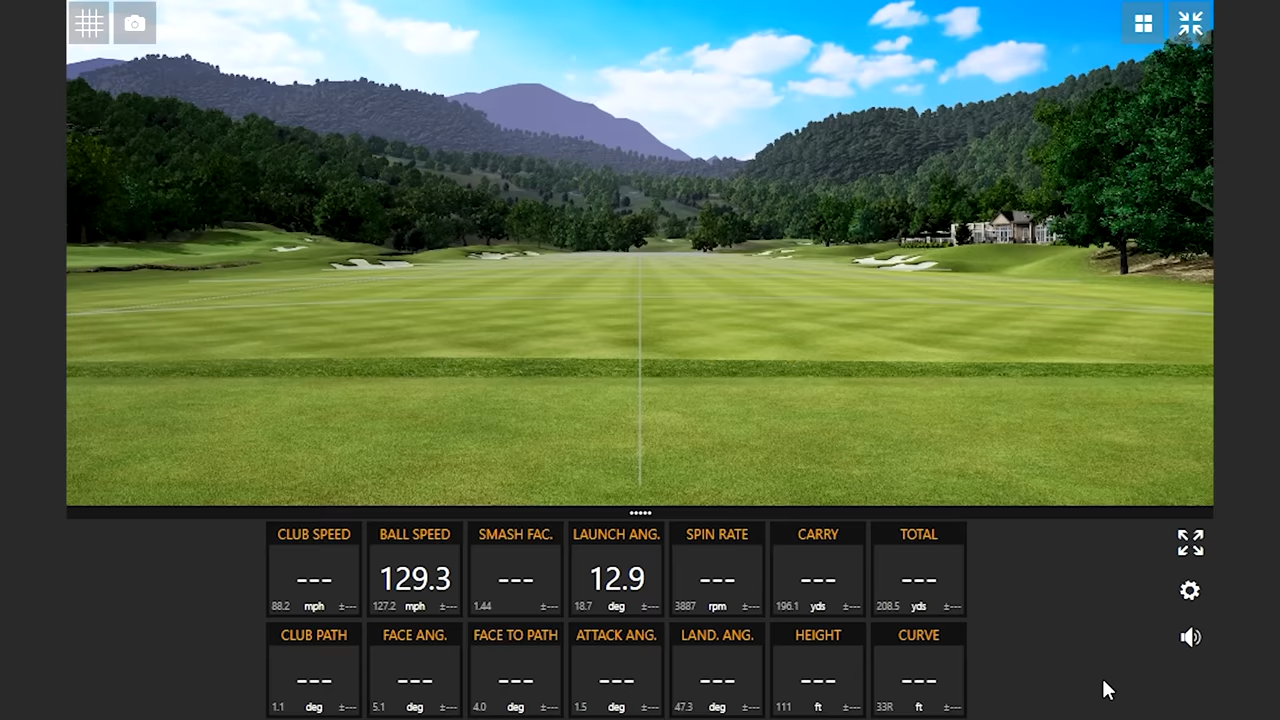 CLUB SPEED BALL SPEED SMASH FAC. LAUNCH ANG. SPIN RATE CARRY TOTAL
--- 129.3 --- 12.9 --- --- ---
88.2 mph ±--- 127.2 mph ±--- 1.44 ±--- 18.7 deg ±--- 3887 rpm ±--- 196.1 yds ±--- 208.5 yds ±---
CLUB PATH FACE ANG. FACE TO PATH ATTACK ANG. LAND. ANG. HEIGHT CURVE
--- --- --- --- --- --- ---
1.1 deg ±--- 5.1 deg ±--- 4.0 deg ±--- 1.5 deg ±--- 47.3 deg ±--- 111 ft ±--- 33R ft ±---